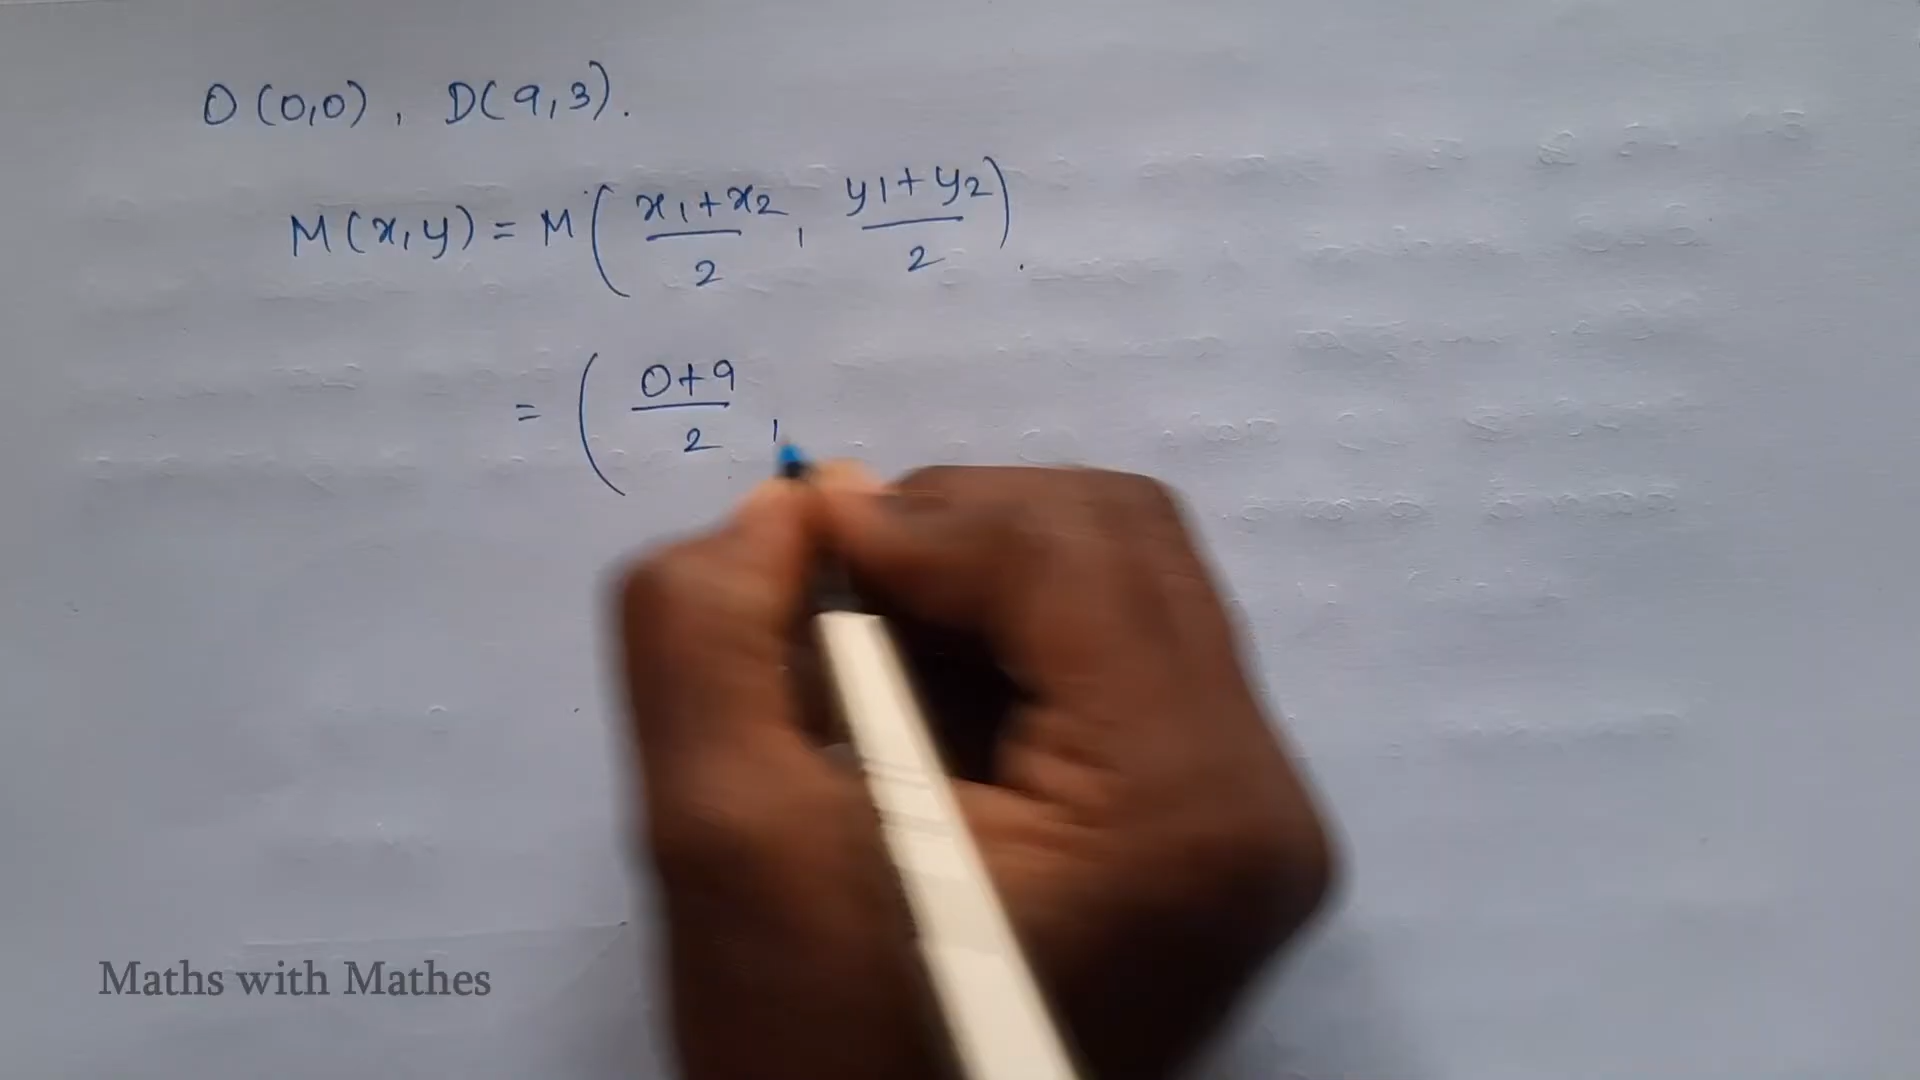 O (0,0), D(9,3).
M(x,y) = M( x1+x2/2 , y1+y2/2 ).
= ( 0+9/2 ,
Maths with Mathes